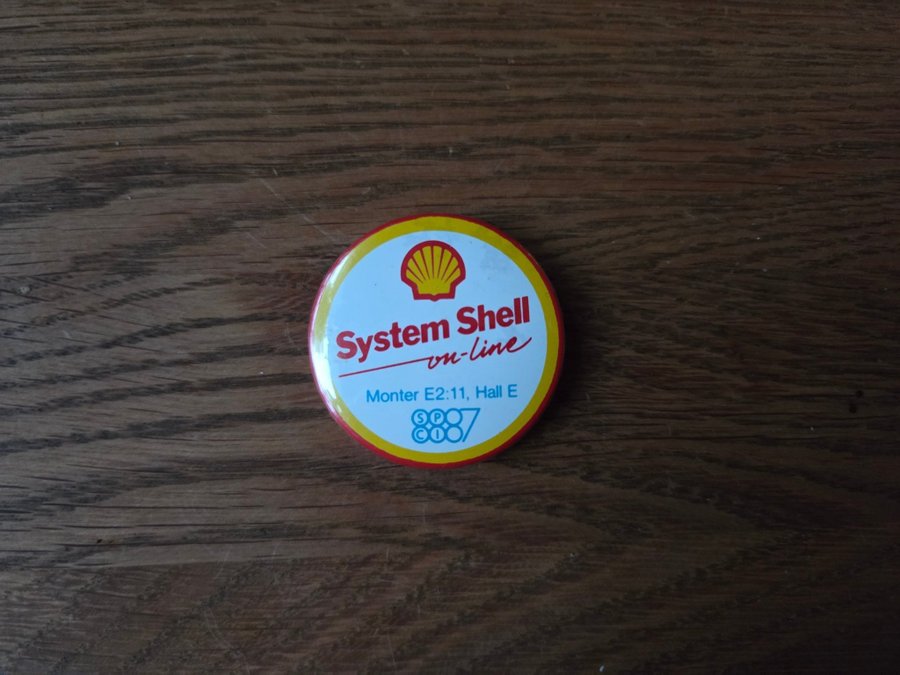 System Shell
on-line
Monter E2:11, Hall E
SPCI 87